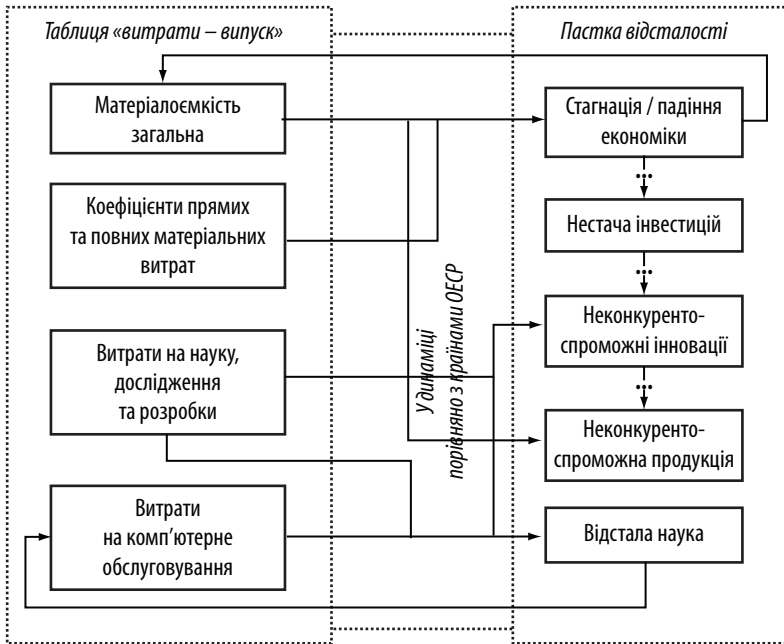 Таблиця «витрати – випуск»
Матеріалоємкість
загальна
Коефіцієнти прямих
та повних матеріальних
витрат
Витрати на науку,
дослідження
та розробки
Витрати
на комп’ютерне
обслуговування
У динаміці
порівняно з країнами ОЕСР
Пастка відсталості
Стагнація / падіння
економіки
...
Нестача інвестицій
...
Неконкуренто-
спроможні інновації
...
Неконкуренто-
спроможна продукція
Відстала наука